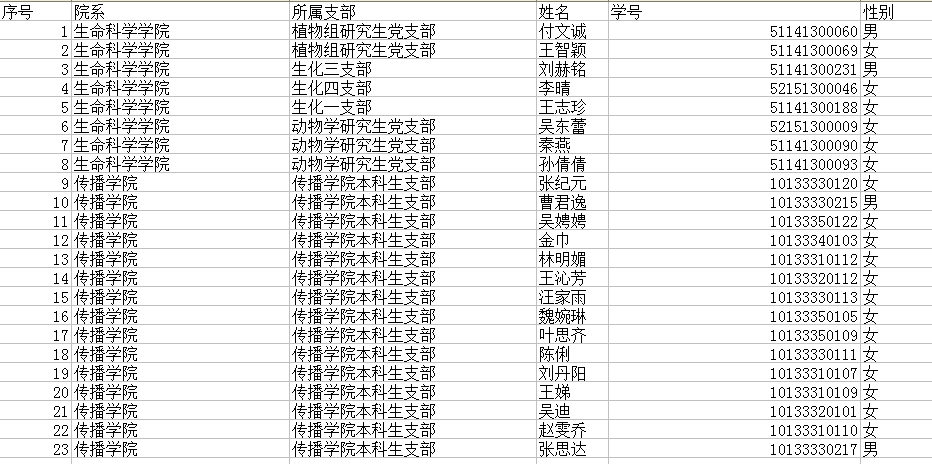 序号 院系 所属支部 姓名 学号 性别
1 生命科学学院 植物组研究生党支部 付文诚 51141300060 男
2 生命科学学院 植物组研究生党支部 王智颖 51141300069 女
3 生命科学学院 生化三支部 刘赫铭 51141300231 男
4 生命科学学院 生化四支部 李晴 52151300046 女
5 生命科学学院 生化一支部 王志珍 51141300188 女
6 生命科学学院 动物学研究生党支部 吴东蕾 52151300009 女
7 生命科学学院 动物学研究生党支部 秦燕 51141300090 女
8 生命科学学院 动物学研究生党支部 孙倩倩 51141300093 女
9 传播学院 传播学院本科生支部 张纪元 10133330120 女
10 传播学院 传播学院本科生支部 曹君逸 10133330215 男
11 传播学院 传播学院本科生支部 吴娉娉 10133350122 女
12 传播学院 传播学院本科生支部 金巾 10133340103 女
13 传播学院 传播学院本科生支部 林明媚 10133310112 女
14 传播学院 传播学院本科生支部 王沁芳 10133320112 女
15 传播学院 传播学院本科生支部 汪家雨 10133330113 女
16 传播学院 传播学院本科生支部 魏婉琳 10133350105 女
17 传播学院 传播学院本科生支部 叶思齐 10133350109 女
18 传播学院 传播学院本科生支部 陈俐 10133330111 女
19 传播学院 传播学院本科生支部 刘丹阳 10133310107 女
20 传播学院 传播学院本科生支部 王娣 10133310109 女
21 传播学院 传播学院本科生支部 吴迪 10133320101 女
22 传播学院 传播学院本科生支部 赵雯乔 10133310110 女
23 传播学院 传播学院本科生支部 张思达 10133330217 男